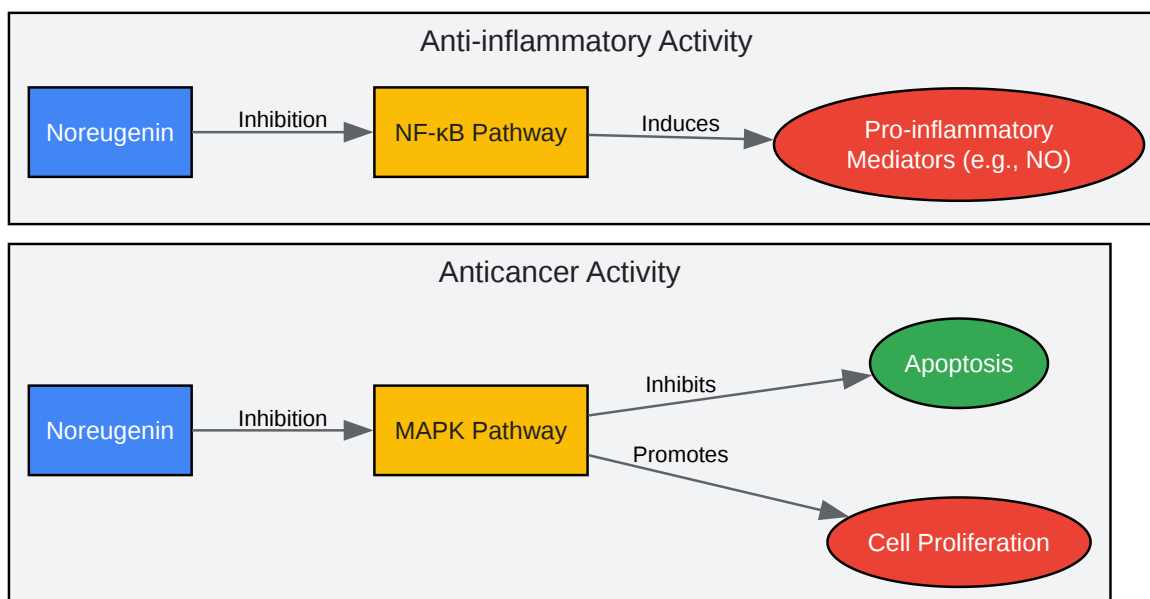 Anti-inflammatory Activity
Noreugenin
Inhibition
NF-κB Pathway
Induces
Pro-inflammatory
Mediators (e.g., NO)
Anticancer Activity
Noreugenin
Inhibition
MAPK Pathway
Inhibits
Apoptosis
Promotes
Cell Proliferation